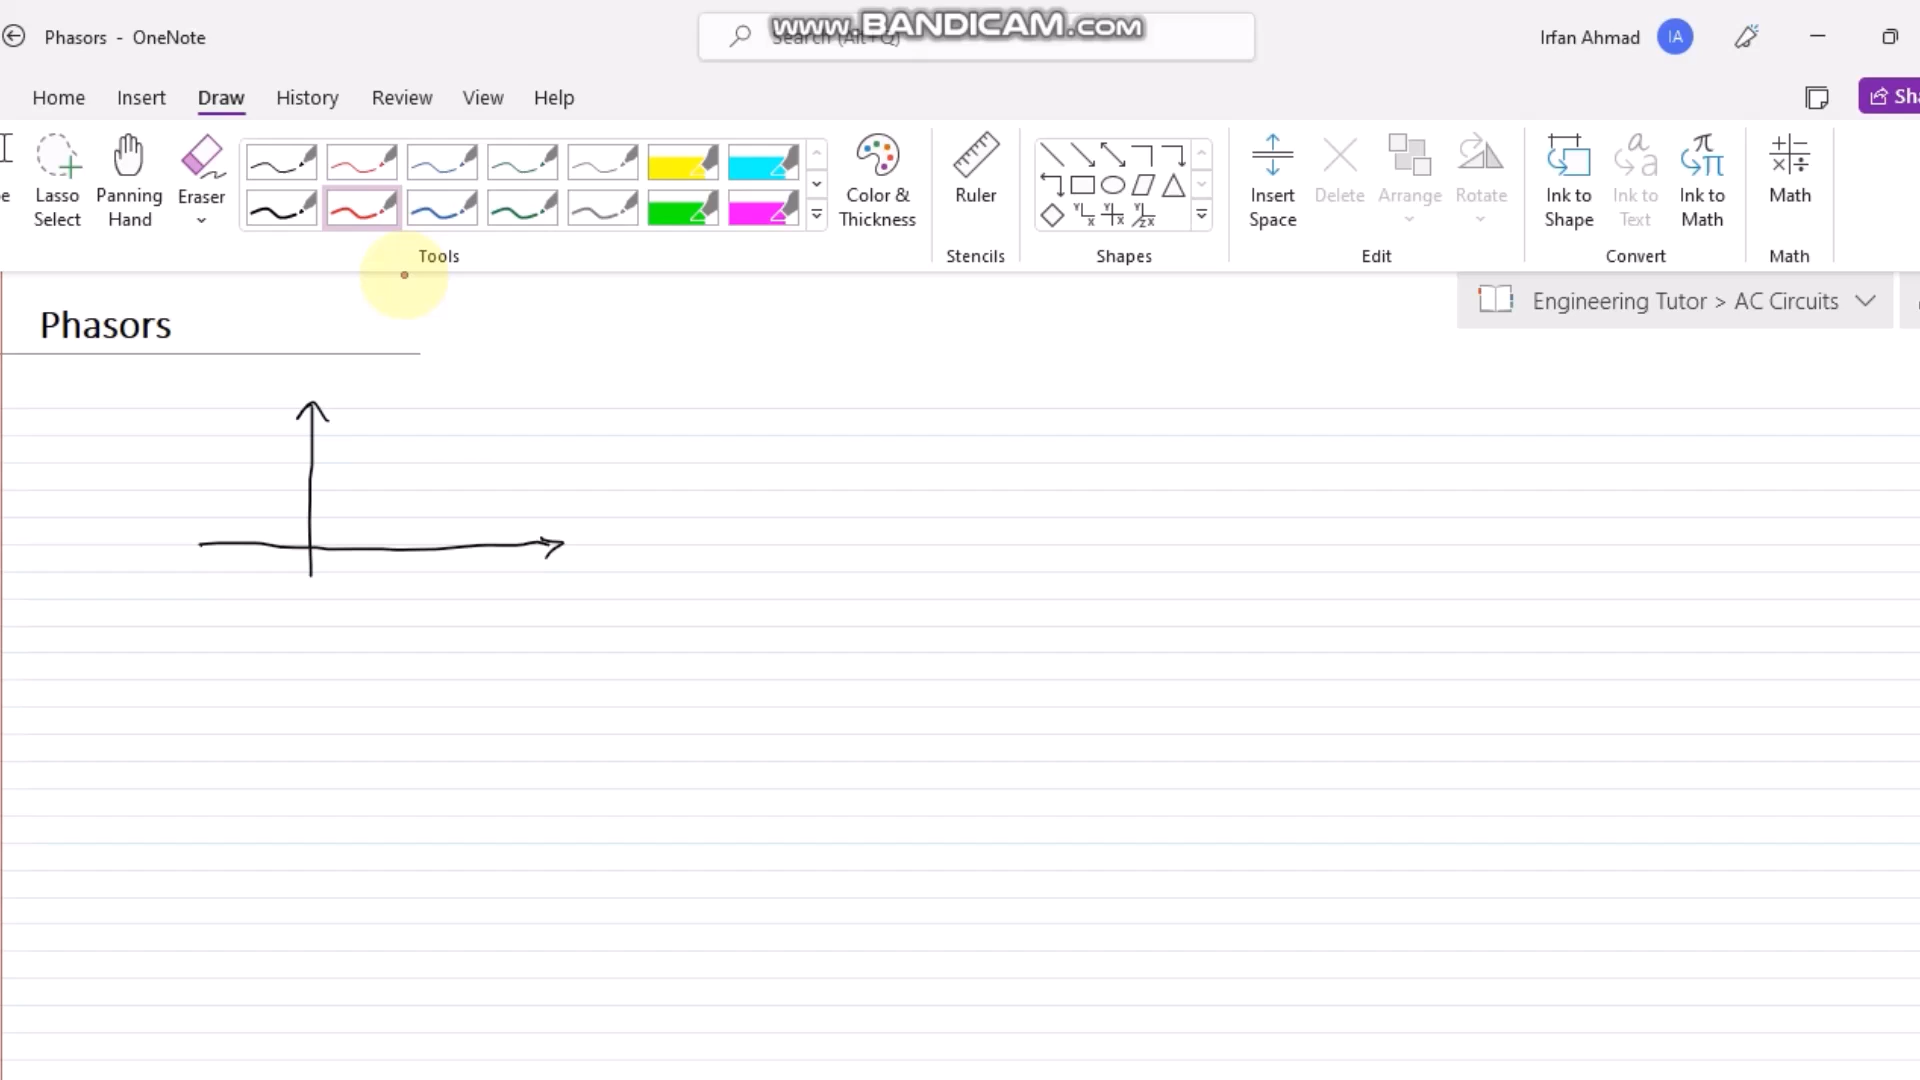 Phasors - OneNote
Search (Alt+Q)
www.BANDICAM.com
Irfan Ahmad
IA
Home
Insert
Draw
History
Review
View
Help
Lasso
Select
Panning
Hand
Eraser
Color &
Thickness
Ruler
Insert
Space
Delete
Arrange
Rotate
Ink to
Shape
Ink to
Text
Ink to
Math
Math
Tools
Stencils
Shapes
Edit
Convert
Math
Phasors
Engineering Tutor > AC Circuits